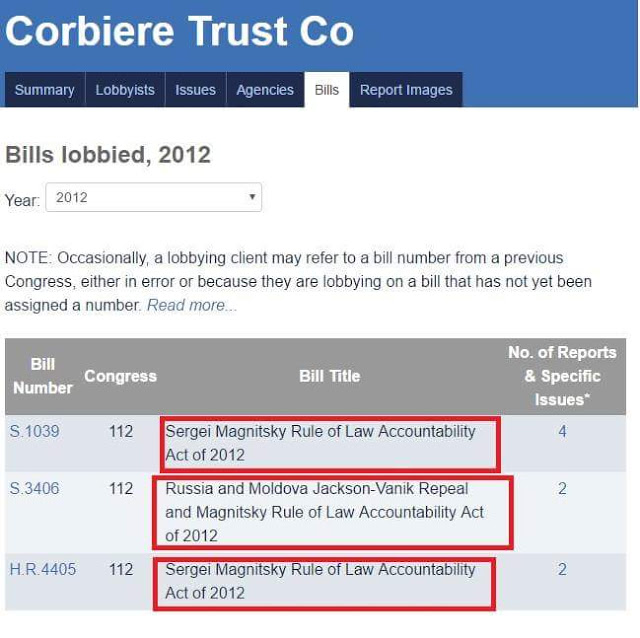 Corbiere Trust Co
Summary Lobbyists Issues Agencies Bills Report Images
Bills lobbied, 2012
Year: 2012
NOTE: Occasionally, a lobbying client may refer to a bill number from a previous
Congress, either in error or because they are lobbying on a bill that has not yet been
assigned a number. Read more...
Bill Number Congress Bill Title No. of Reports & Specific Issues*
S.1039 112 Sergei Magnitsky Rule of Law Accountability 4
Act of 2012
S.3406 112 Russia and Moldova Jackson-Vanik Repeal 2
and Magnitsky Rule of Law Accountability Act
of 2012
H.R.4405 112 Sergei Magnitsky Rule of Law Accountability 2
Act of 2012